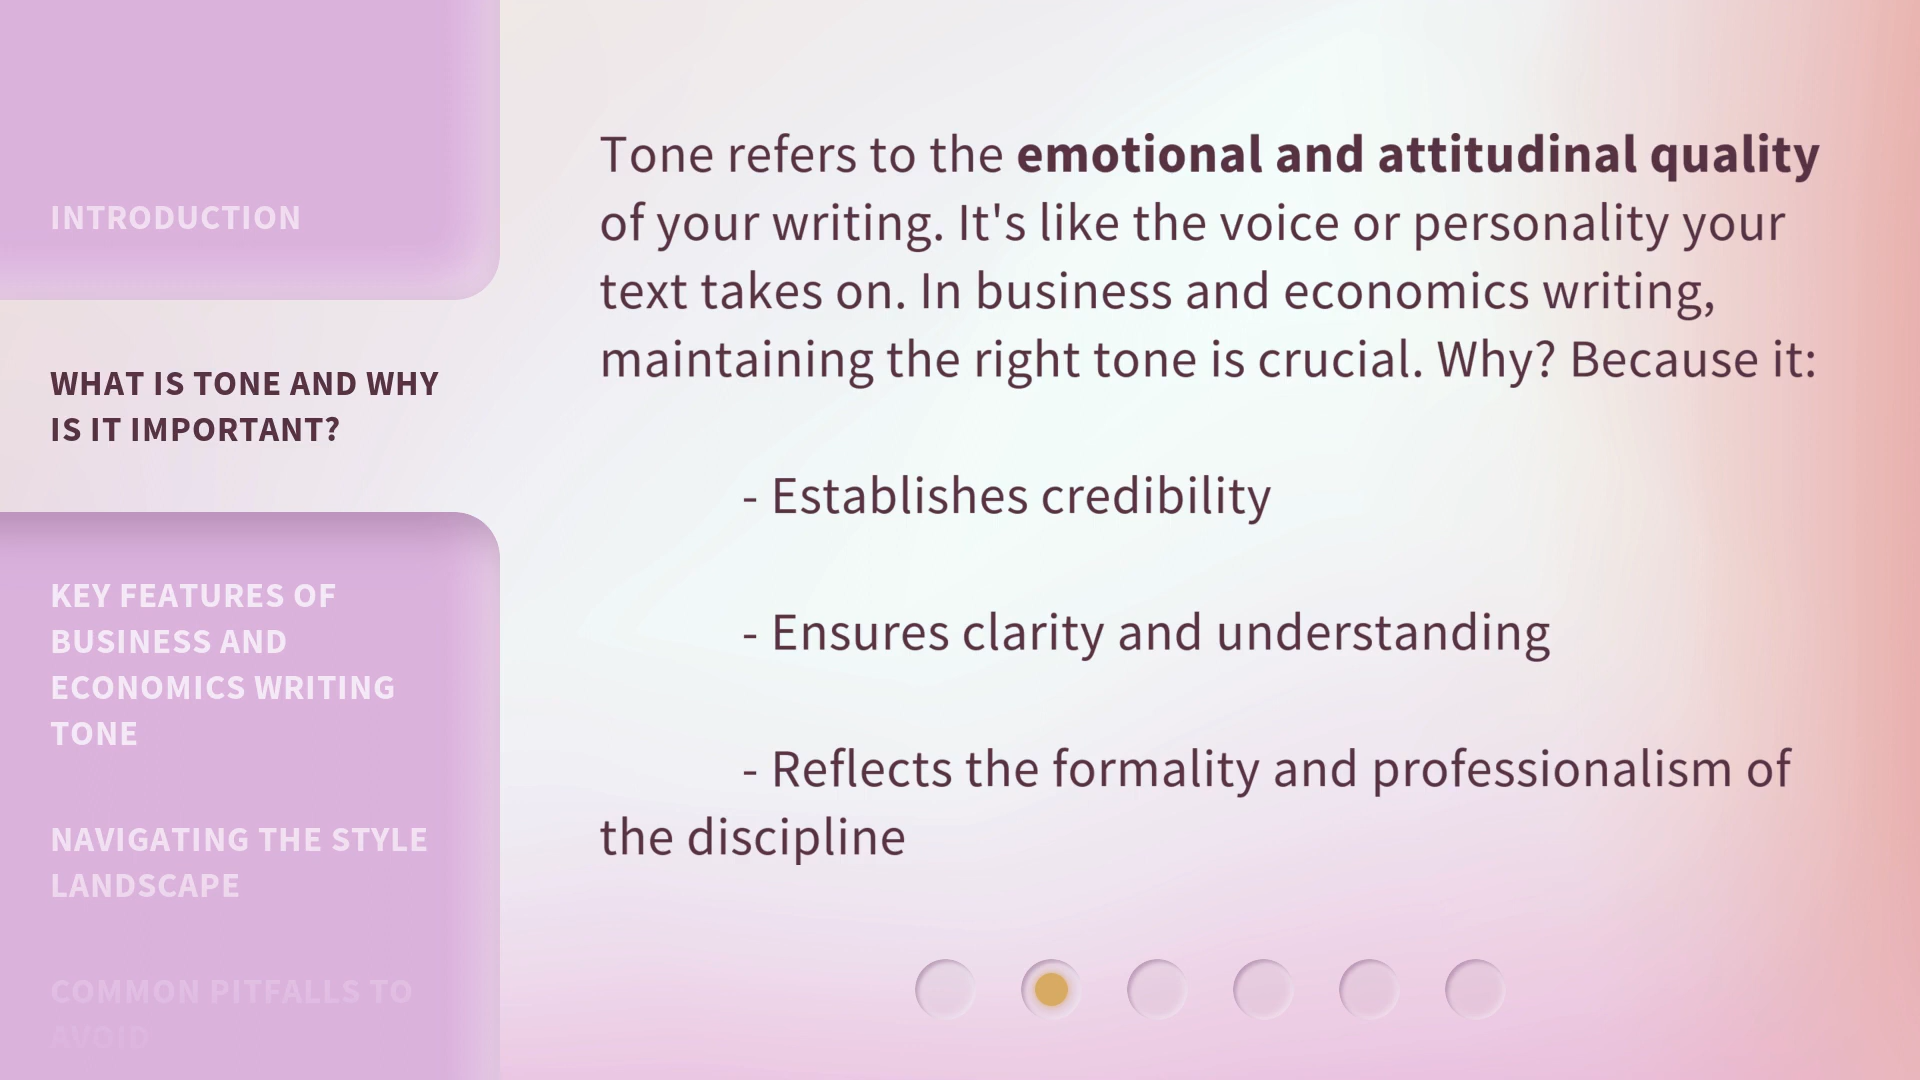 INTRODUCTION
WHAT IS TONE AND WHY
IS IT IMPORTANT?
KEY FEATURES OF
BUSINESS AND
ECONOMICS WRITING
TONE
NAVIGATING THE STYLE
LANDSCAPE
COMMON PITFALLS TO
AVOID
Tone refers to the emotional and attitudinal quality
of your writing. It's like the voice or personality your
text takes on. In business and economics writing,
maintaining the right tone is crucial. Why? Because it:
- Establishes credibility
- Ensures clarity and understanding
- Reflects the formality and professionalism of
the discipline